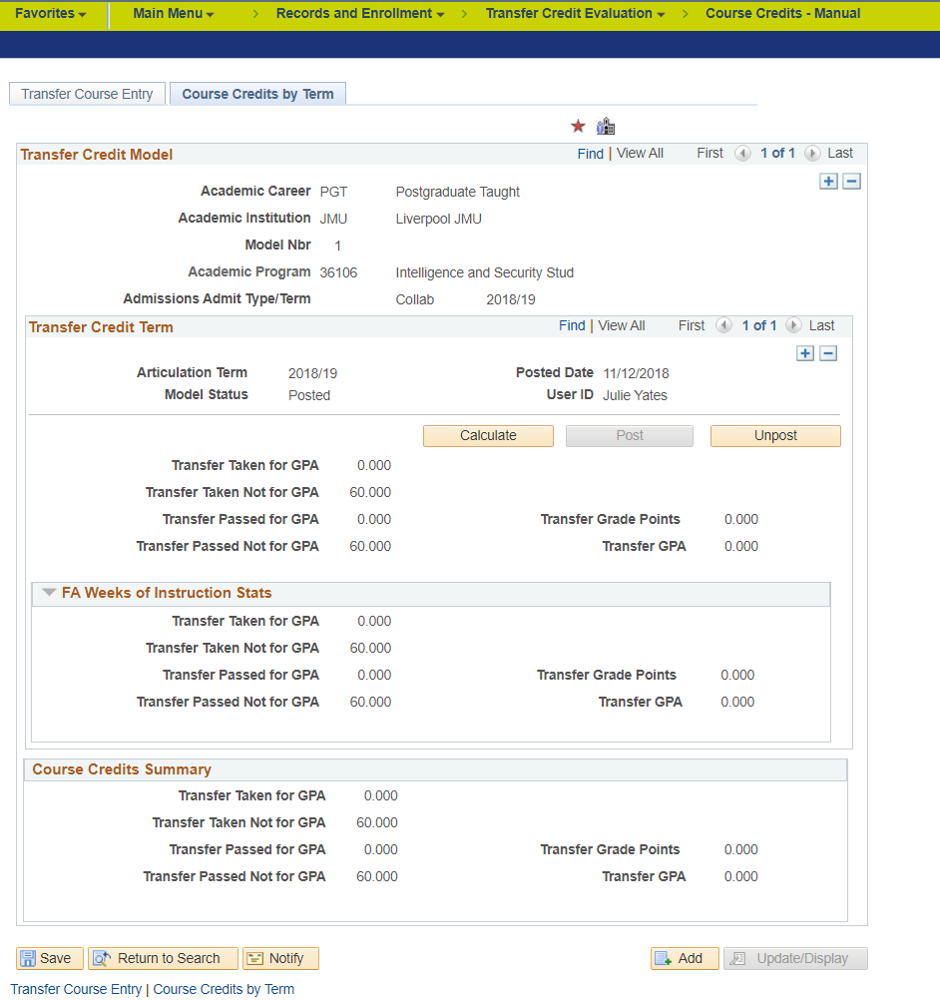 Favorites Main Menu > Records and Enrollment > Transfer Credit Evaluation > Course Credits - Manual
Transfer Course Entry Course Credits by Term
Transfer Credit Model Find | View All First 1 of 1 Last
Academic Career PGT Postgraduate Taught
Academic Institution JMU Liverpool JMU
Model Nbr 1
Academic Program 36106 Intelligence and Security Stud
Admissions Admit Type/Term Collab 2018/19
Transfer Credit Term Find | View All First 1 of 1 Last
Articulation Term 2018/19 Posted Date 11/12/2018
Model Status Posted User ID Julie Yates
Calculate Post Unpost
Transfer Taken for GPA 0.000
Transfer Taken Not for GPA 60.000
Transfer Passed for GPA 0.000 Transfer Grade Points 0.000
Transfer Passed Not for GPA 60.000 Transfer GPA 0.000
FA Weeks of Instruction Stats
Transfer Taken for GPA 0.000
Transfer Taken Not for GPA 60.000
Transfer Passed for GPA 0.000 Transfer Grade Points 0.000
Transfer Passed Not for GPA 60.000 Transfer GPA 0.000
Course Credits Summary
Transfer Taken for GPA 0.000
Transfer Taken Not for GPA 60.000
Transfer Passed for GPA 0.000 Transfer Grade Points 0.000
Transfer Passed Not for GPA 60.000 Transfer GPA 0.000
Save Return to Search Notify Add Update/Display
Transfer Course Entry | Course Credits by Term